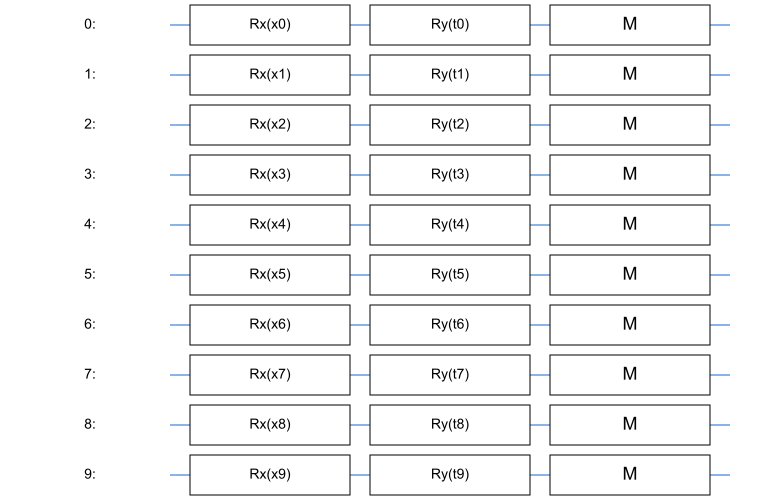 0: Rx(x0) Ry(t0) M
1: Rx(x1) Ry(t1) M
2: Rx(x2) Ry(t2) M
3: Rx(x3) Ry(t3) M
4: Rx(x4) Ry(t4) M
5: Rx(x5) Ry(t5) M
6: Rx(x6) Ry(t6) M
7: Rx(x7) Ry(t7) M
8: Rx(x8) Ry(t8) M
9: Rx(x9) Ry(t9) M